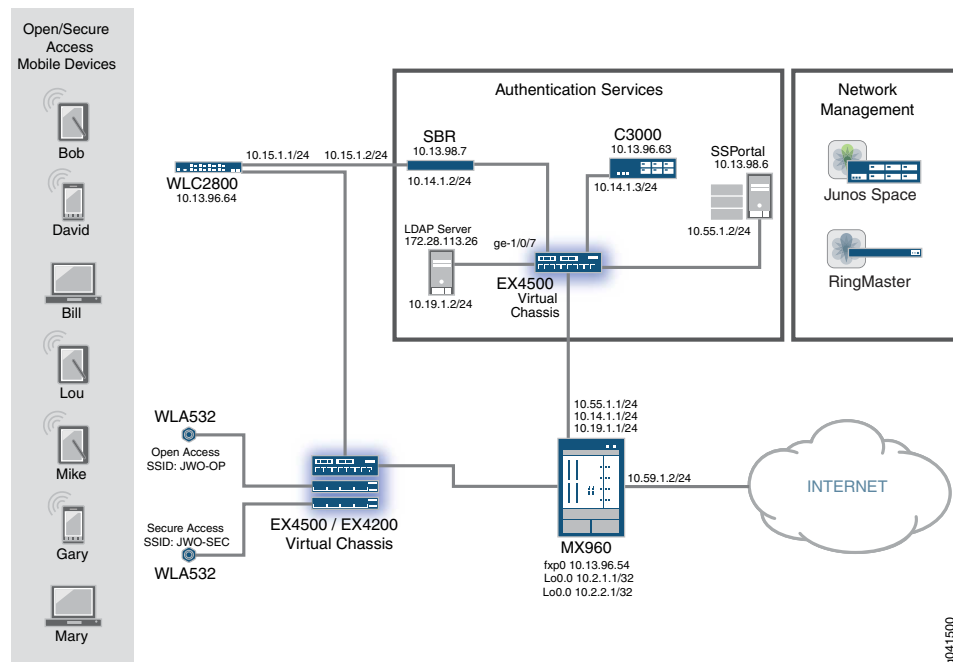 Open/Secure
Access
Mobile Devices
Bob
David
Bill
Lou
Mike
Gary
Mary
10.15.1.1/24
10.15.1.2/24
WLC2800
10.13.96.64
Authentication Services
SBR
10.13.98.7
10.14.1.2/24
C3000
10.13.96.63
10.14.1.3/24
SSPortal
10.13.98.6
10.55.1.2/24
LDAP Server
172.28.113.26
10.19.1.2/24
ge-1/0/7
EX4500
Virtual
Chassis
Network
Management
Junos Space
RingMaster
WLA532
Open Access
SSID: JWO-OP
Secure Access
SSID: JWO-SEC
WLA532
EX4500 / EX4200
Virtual Chassis
10.55.1.1/24
10.14.1.1/24
10.19.1.1/24
10.59.1.2/24
MX960
fxp0 10.13.96.54
Lo0.0 10.2.1.1/32
Lo0.0 10.2.2.1/32
INTERNET